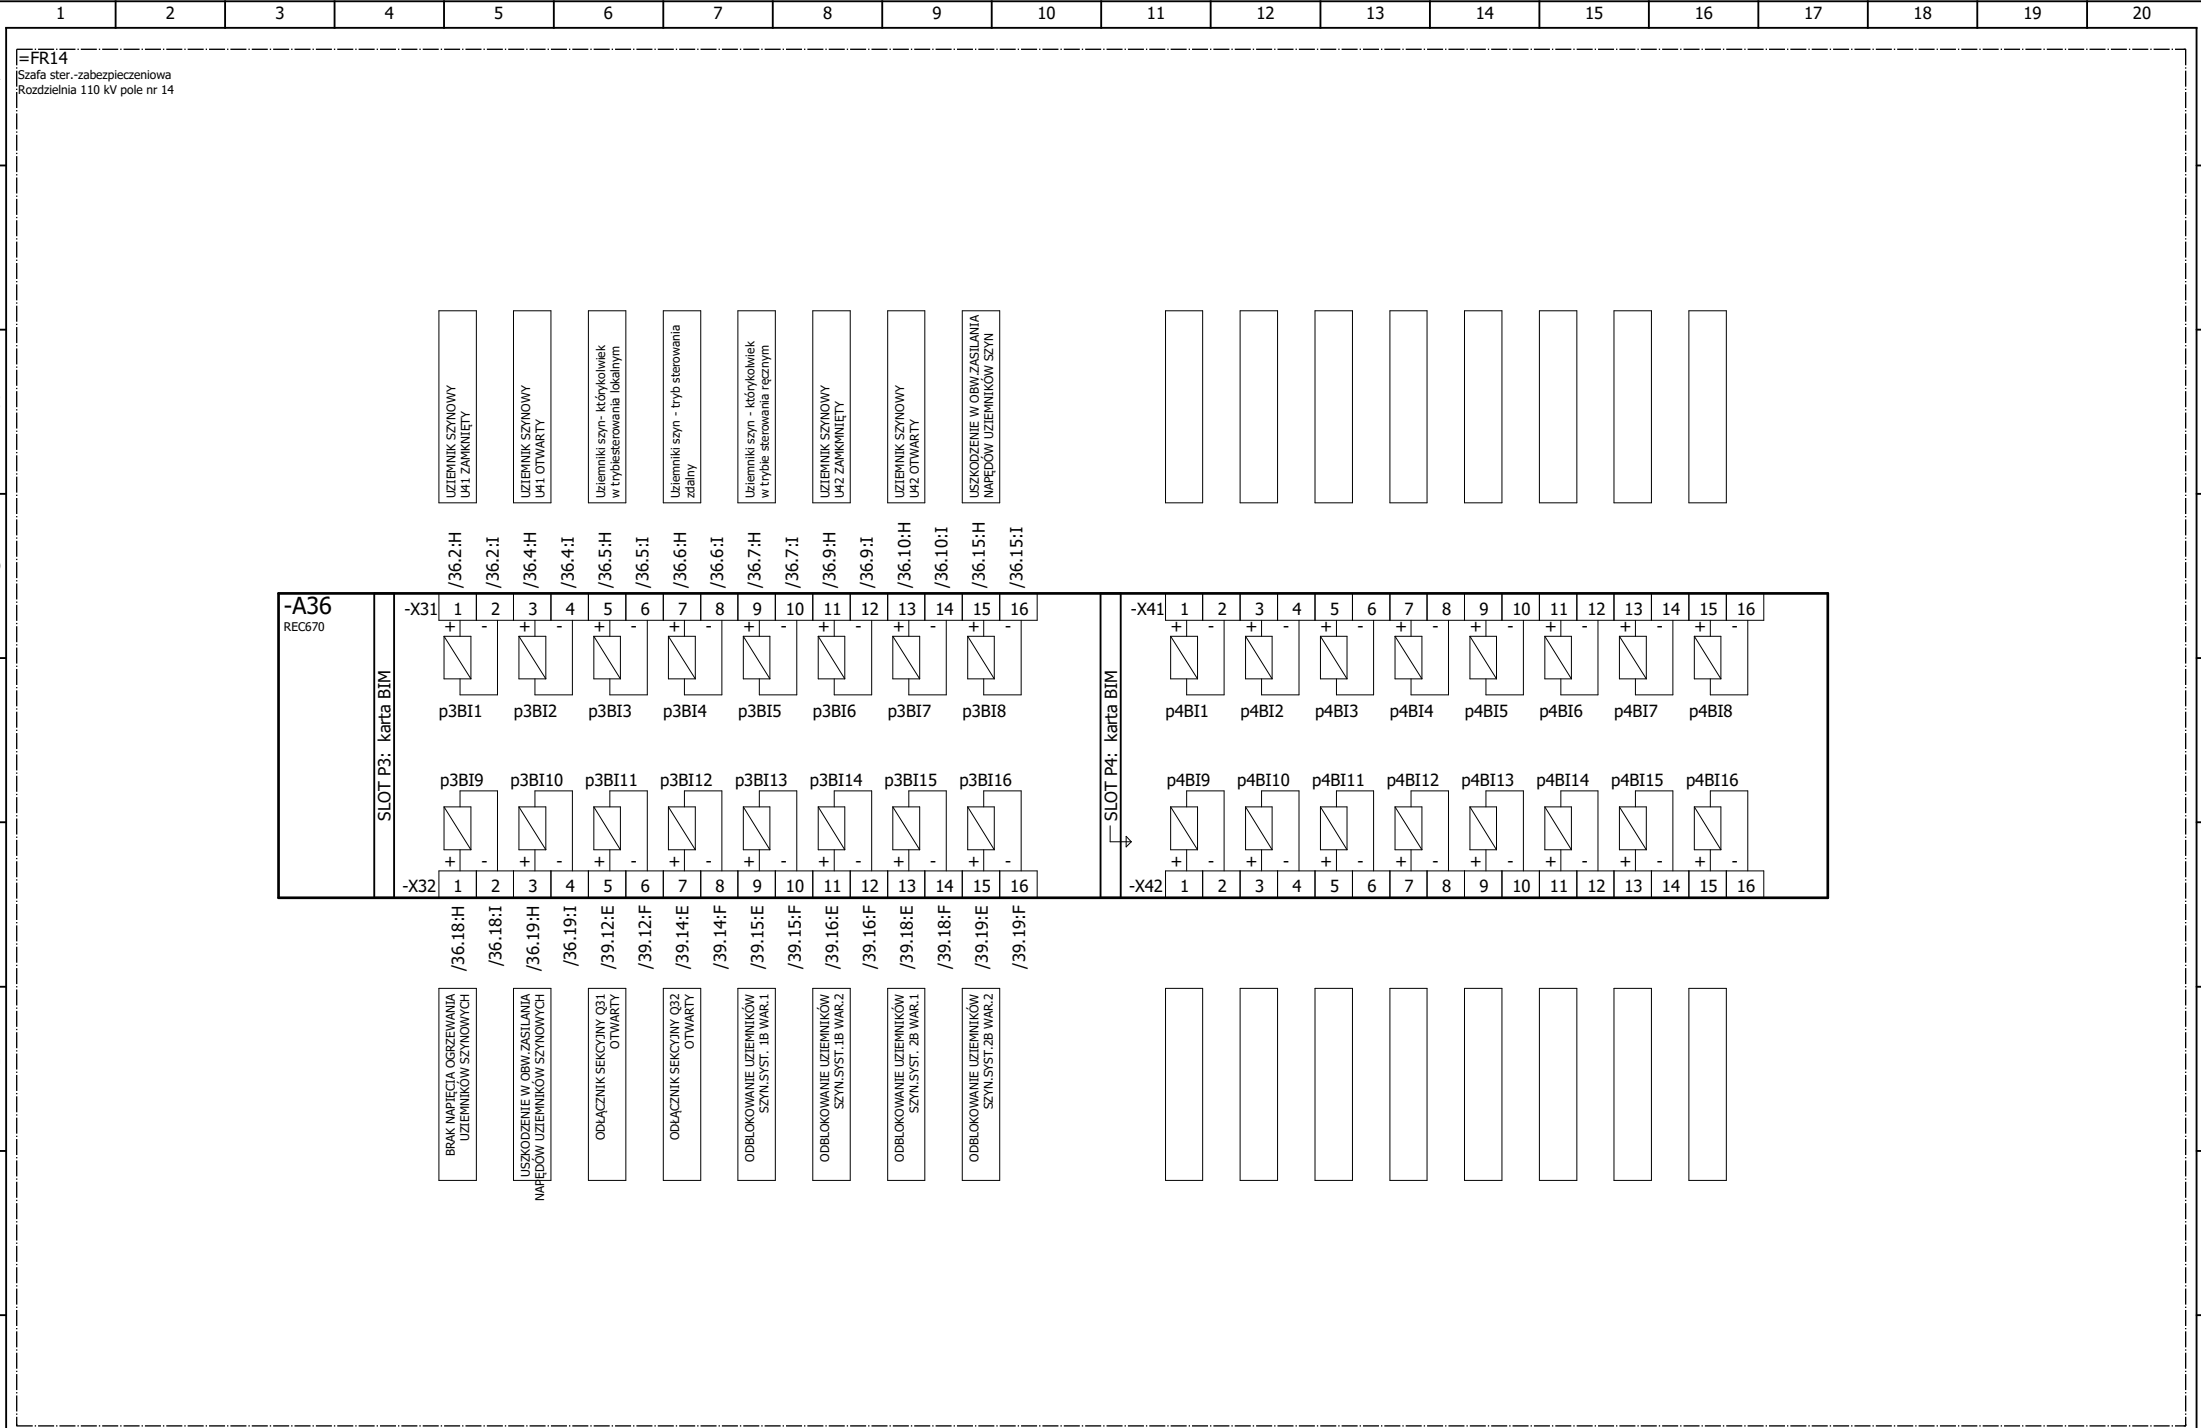 1 2 3 4 5 6 7 8 9 10 11 12 13 14 15 16 17 18 19 20
=FR14
Szafa ster.-zabezpieczeniowa
Rozdzielnia 110 kV pole nr 14
UZIEMNIK SZYNOWY
U41 ZAMKNIĘTY
UZIEMNIK SZYNOWY
U41 OTWARTY
Uziemniki szyn- którykolwiek
w trybiesterowania lokalnym
Uziemniki szyn - tryb sterowania
zdalny
Uziemniki szyn - którykolwiek
w trybie sterowania ręcznym
UZIEMNIK SZYNOWY
U42 ZAMKMNIĘTY
UZIEMNIK SZYNOWY
U42 OTWARTY
USZKODZENIE W OBW.ZASILANIA
NAPĘDÓW UZIEMNIKÓW SZYN
/36.2:H
/36.2:I
/36.4:H
/36.4:I
/36.5:H
/36.5:I
/36.6:H
/36.6:I
/36.7:H
/36.7:I
/36.9:H
/36.9:I
/36.10:H
/36.10:I
/36.15:H
/36.15:I
-A36
REC670
SLOT P3: karta BIM
-X31 1 2 3 4 5 6 7 8 9 10 11 12 13 14 15 16
+ - + - + - + - + - + - + - + -
p3BI1 p3BI2 p3BI3 p3BI4 p3BI5 p3BI6 p3BI7 p3BI8
p3BI9 p3BI10 p3BI11 p3BI12 p3BI13 p3BI14 p3BI15 p3BI16
+ - + - + - + - + - + - + - + -
-X32 1 2 3 4 5 6 7 8 9 10 11 12 13 14 15 16
SLOT P4: karta BIM
-X41 1 2 3 4 5 6 7 8 9 10 11 12 13 14 15 16
+ - + - + - + - + - + - + - + -
p4BI1 p4BI2 p4BI3 p4BI4 p4BI5 p4BI6 p4BI7 p4BI8
p4BI9 p4BI10 p4BI11 p4BI12 p4BI13 p4BI14 p4BI15 p4BI16
+ - + - + - + - + - + - + - + -
-X42 1 2 3 4 5 6 7 8 9 10 11 12 13 14 15 16
/36.18:H
/36.18:I
/36.19:H
/36.19:I
/39.12:E
/39.12:F
/39.14:E
/39.14:F
/39.15:E
/39.15:F
/39.16:E
/39.16:F
/39.18:E
/39.18:F
/39.19:E
/39.19:F
BRAK NAPIĘCIA OGRZEWANIA
UZIEMNIKÓW SZYNOWYCH
USZKODZENIE W OBW.ZASILANIA
NAPĘDÓW UZIEMNIKÓW SZYNOWYCH
ODŁĄCZNIK SEKCYJNY Q31
OTWARTY
ODŁĄCZNIK SEKCYJNY Q32
OTWARTY
ODBLOKOWANIE UZIEMNIKÓW
SZYN.SYST. 1B WAR.1
ODBLOKOWANIE UZIEMNIKÓW
SZYN.SYST.1B WAR.2
ODBLOKOWANIE UZIEMNIKÓW
SZYN.SYST. 2B WAR.1
ODBLOKOWANIE UZIEMNIKÓW
SZYN.SYST.2B WAR.2